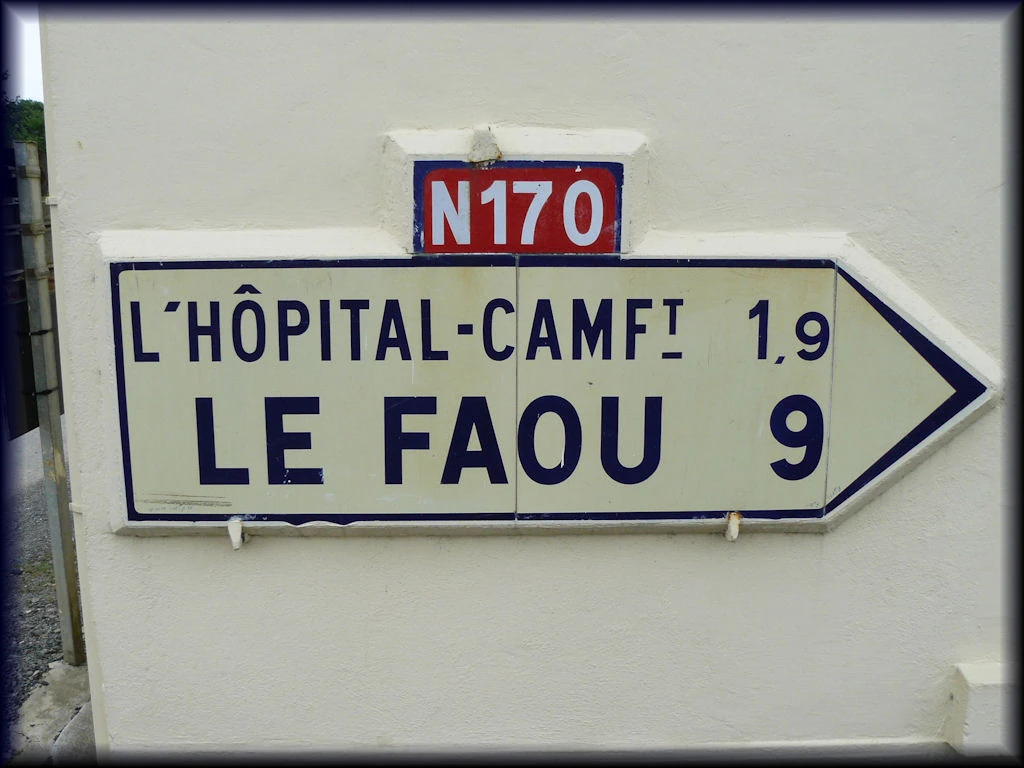 N170
L'HÔPITAL-CAMFT 1,9
LE FAOU 9